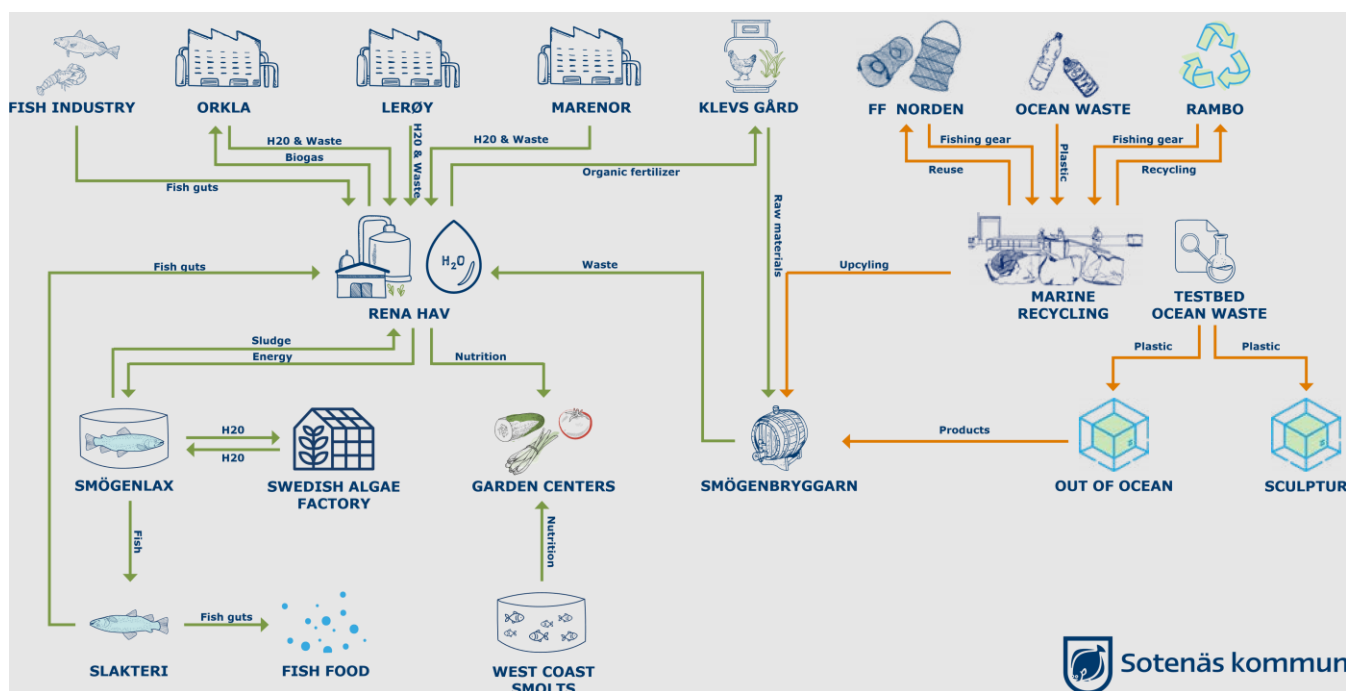 FISH INDUSTRY
ORKLA
LERØY
MARENOR
KLEVS GÅRD
FF NORDEN
OCEAN WASTE
RAMBO
H20 & Waste
Biogas
H20 & Waste
H20 & Waste
Fish guts
Organic fertilizer
Raw materials
Fishing gear
Reuse
Plastic
Fishing gear
Recycling
H2O
Fish guts
Waste
Upcyling
RENA HAV
MARINE
RECYCLING
TESTBED
OCEAN WASTE
Sludge
Energy
Nutrition
Plastic
Plastic
H20
H20
Products
SMÖGENLAX
SWEDISH ALGAE
FACTORY
GARDEN CENTERS
SMÖGENBRYGGARN
OUT OF OCEAN
SCULPTUR
Fish
Nutrition
Fish guts
SLAKTERI
FISH FOOD
WEST COAST
SMOLTS
Sotenäs kommun